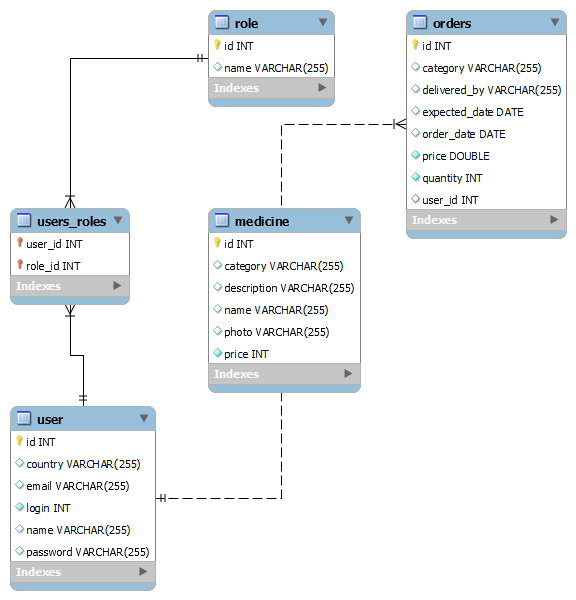 role
id INT
name VARCHAR(255)
Indexes
orders
id INT
category VARCHAR(255)
delivered_by VARCHAR(255)
expected_date DATE
order_date DATE
price DOUBLE
quantity INT
user_id INT
Indexes
users_roles
user_id INT
role_id INT
Indexes
medicine
id INT
category VARCHAR(255)
description VARCHAR(255)
name VARCHAR(255)
photo VARCHAR(255)
price INT
Indexes
user
id INT
country VARCHAR(255)
email VARCHAR(255)
login INT
name VARCHAR(255)
password VARCHAR(255)
Indexes